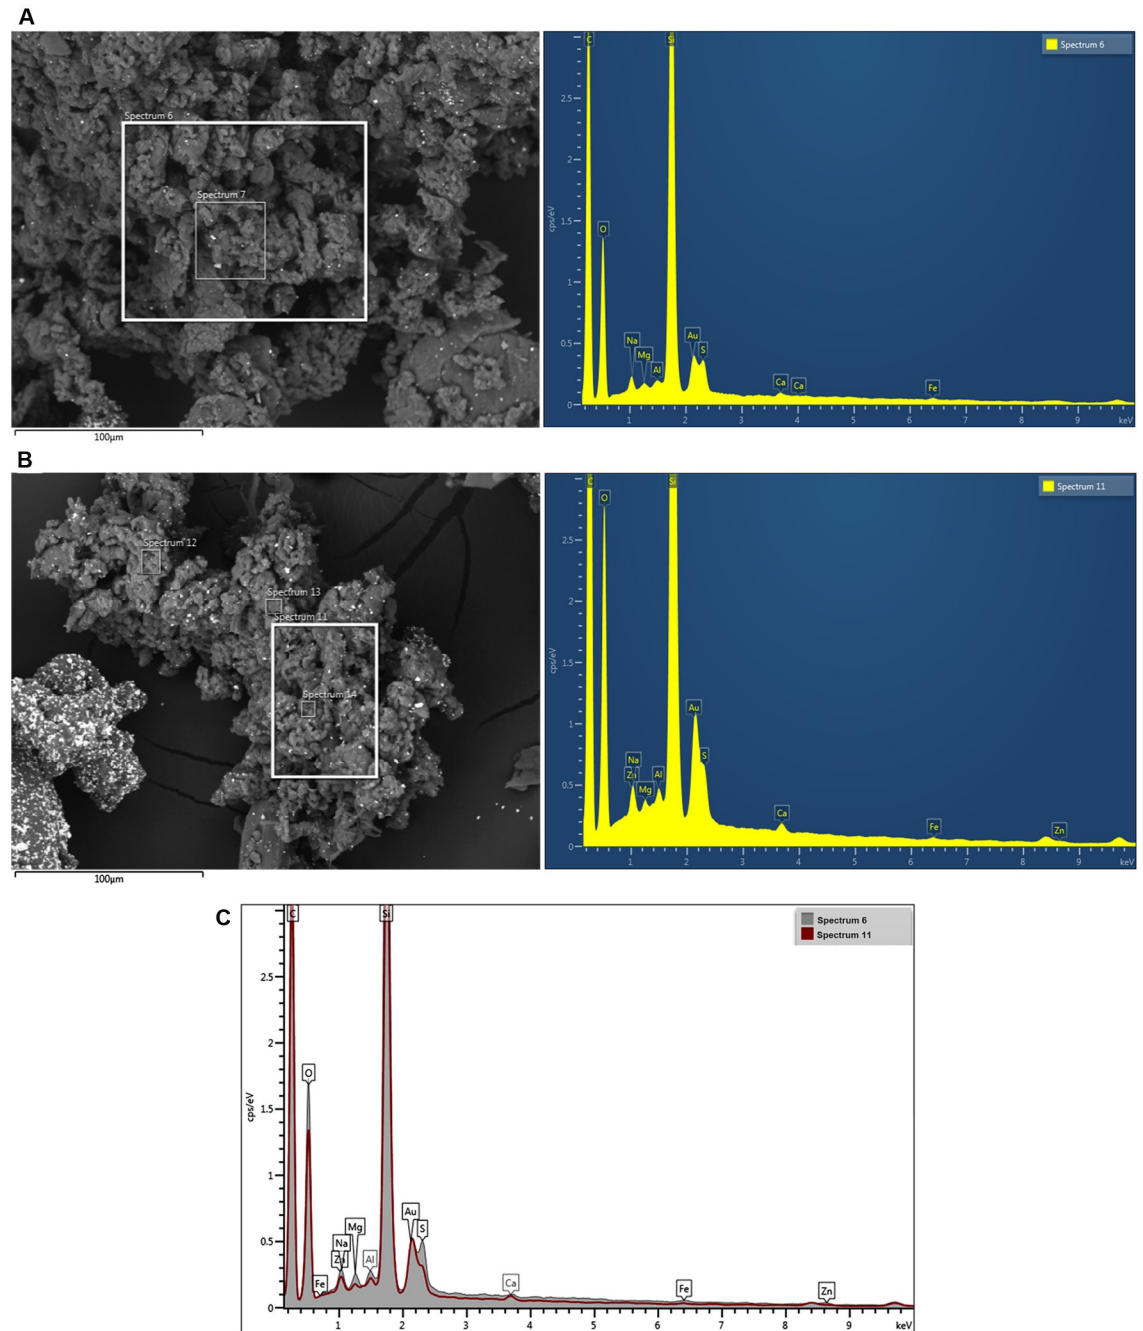 A
Spectrum 6
Spectrum 7
100µm
C
Si
Spectrum 6
2.5
2
1.5
1
0.5
0
cps/eV
O
Na
Mg
Al
Au
S
Ca
Ca
Fe
1 2 3 4 5 6 7 8 9 keV
B
Spectrum 12
Spectrum 13
Spectrum 11
Spectrum 14
100µm
C
O
Si
Spectrum 11
2.5
2
1.5
1
0.5
0
cps/eV
Na
Zn
Mg
Al
Au
S
Ca
Fe
Zn
1 2 3 4 5 6 7 8 9 keV
C
C
Si
Spectrum 6
Spectrum 11
2.5
2
1.5
1
0.5
0
cps/eV
O
Fe
Na
Zn
Mg
Al
Au
S
Ca
Fe
Zn
1 2 3 4 5 6 7 8 9 keV